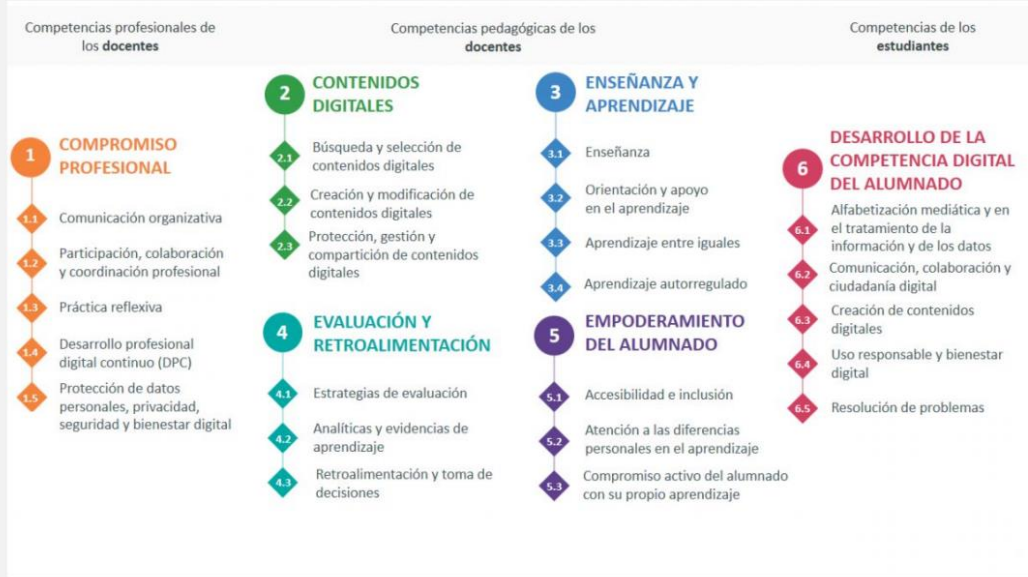 Competencias profesionales de
los docentes
Competencias pedagógicas de los
docentes
Competencias de los
estudiantes
1
COMPROMISO
PROFESIONAL
1.1
Comunicación organizativa
1.2
Participación, colaboración
y coordinación profesional
1.3
Práctica reflexiva
1.4
Desarrollo profesional
digital continuo (DPC)
1.5
Protección de datos
personales, privacidad,
seguridad y bienestar digital
2
CONTENIDOS
DIGITALES
2.1
Búsqueda y selección de
contenidos digitales
2.2
Creación y modificación de
contenidos digitales
2.3
Protección, gestión y
compartición de contenidos
digitales
3
ENSEÑANZA Y
APRENDIZAJE
3.1
Enseñanza
3.2
Orientación y apoyo
en el aprendizaje
3.3
Aprendizaje entre iguales
3.4
Aprendizaje autorregulado
4
EVALUACIÓN Y
RETROALIMENTACIÓN
4.1
Estrategias de evaluación
4.2
Analíticas y evidencias de
aprendizaje
4.3
Retroalimentación y toma de
decisiones
5
EMPODERAMIENTO
DEL ALUMNADO
5.1
Accesibilidad e inclusión
5.2
Atención a las diferencias
personales en el aprendizaje
5.3
Compromiso activo del alumnado
con su propio aprendizaje
6
DESARROLLO DE LA
COMPETENCIA DIGITAL
DEL ALUMNADO
6.1
Alfabetización mediática y en
el tratamiento de la
información y de los datos
6.2
Comunicación, colaboración y
ciudadanía digital
6.3
Creación de contenidos
digitales
6.4
Uso responsable y bienestar
digital
6.5
Resolución de problemas